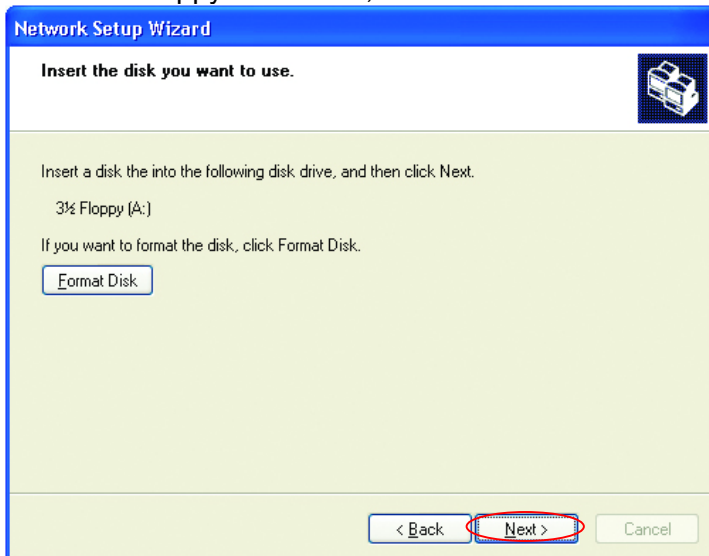 Network Setup Wizard
Insert the disk you want to use.
Insert a disk the into the following disk drive, and then click Next.
3½ Floppy (A:)
If you want to format the disk, click Format Disk.
Format Disk
< Back Next > Cancel